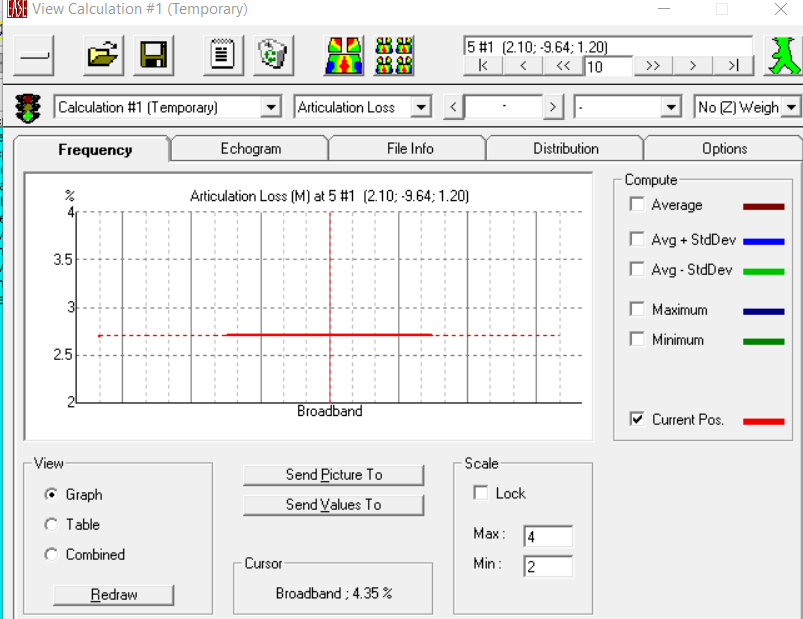 EASE View Calculation #1 (Temporary)
5 #1 (2.10; -9.64; 1.20)
|< < << 10 >> > >|
Calculation #1 (Temporary) Articulation Loss < - > - No (Z) Weigh
Frequency Echogram File Info Distribution Options
% Articulation Loss (M) at 5 #1 (2.10; -9.64; 1.20)
4
3.5
3
2.5
2
Broadband
Compute
Average
Avg + StdDev
Avg - StdDev
Maximum
Minimum
Current Pos.
View
Graph
Table
Combined
Redraw
Send Picture To
Send Values To
Cursor
Broadband ; 4.35 %
Scale
Lock
Max : 4
Min : 2